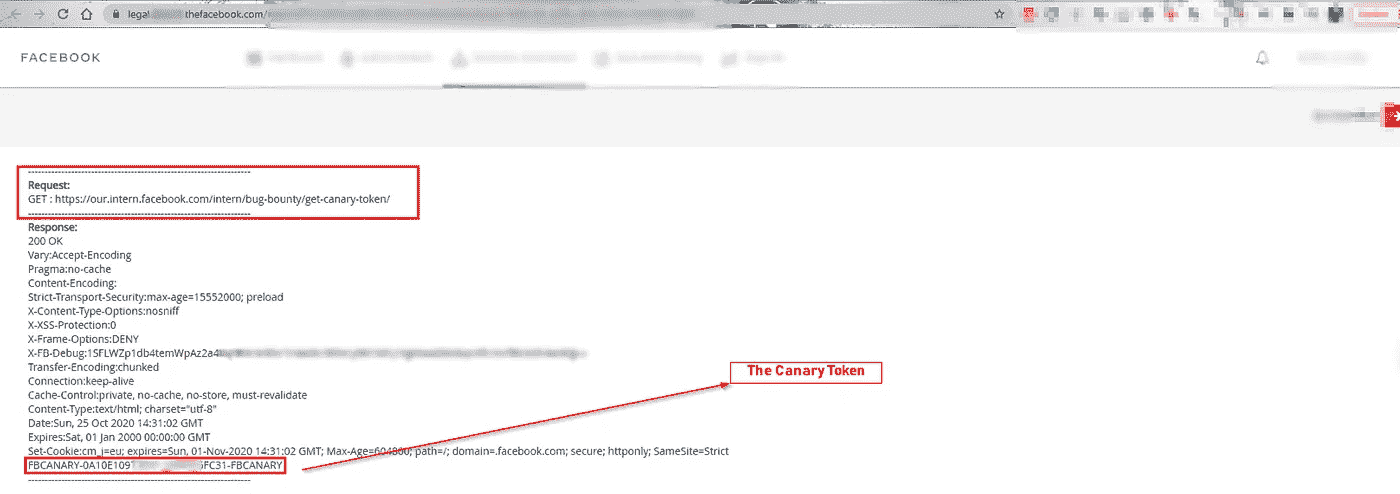 legal thefacebook.com/
FACEBOOK
Request:
GET : https://our.intern.facebook.com/intern/bug-bounty/get-canary-token/
Response:
200 OK
Vary:Accept-Encoding
Pragma:no-cache
Content-Encoding:
Strict-Transport-Security:max-age=15552000; preload
X-Content-Type-Options:nosniff
X-XSS-Protection:0
X-Frame-Options:DENY
X-FB-Debug:1SFLWZp1db4temWpAz2a4
Transfer-Encoding:chunked
The Canary Token
Connection:keep-alive
Cache-Control:private, no-cache, no-store, must-revalidate
Content-Type:text/html; charset="utf-8"
Date:Sun, 25 Oct 2020 14:31:02 GMT
Expires:Sat, 01 Jan 2000 00:00:00 GMT
Set-Cookie:cm_j=eu; expires=Sun, 01-Nov-2020 14:31:02 GMT; Max-Age=604800; path=/; domain=.facebook.com; secure; httponly; SameSite=Strict
FBCANARY-0A10E109 FC31-FBCANARY